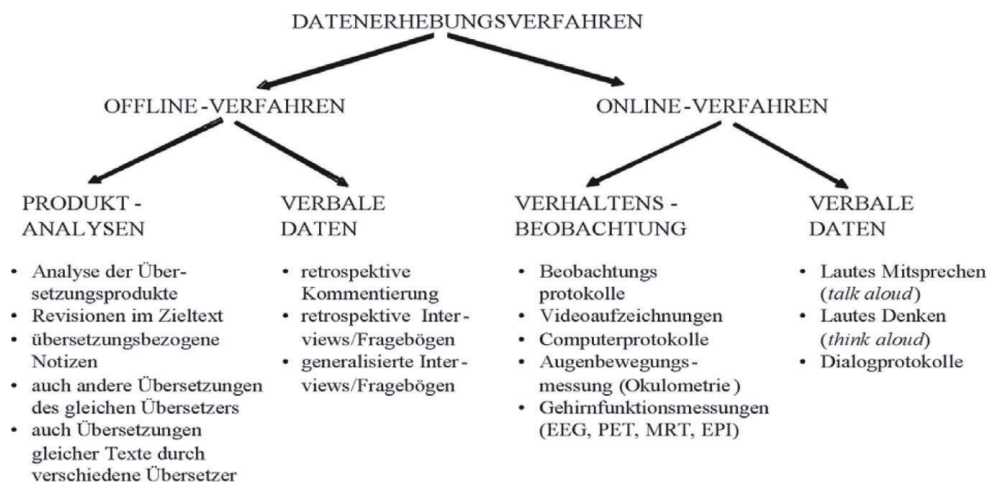 DATENERHEBUNGSVERFAHREN
OFFLINE-VERFAHREN
ONLINE-VERFAHREN
PRODUKT-
ANALYSEN
• Analyse der Über-
setzungsprodukte
• Revisionen im Zieltext
• übersetzungsbezogene
Notizen
• auch andere Übersetzungen
des gleichen Übersetzers
• auch Übersetzungen
gleicher Texte durch
verschiedene Übersetzer
VERBALE
DATEN
• retrospektive
Kommentierung
• retrospektive Inter-
views/Fragebögen
• generalisierte Inter-
views/Fragebögen
VERHALTENS-
BEOBACHTUNG
• Beobachtungs
protokolle
• Videoaufzeichnungen
• Computerprotokolle
• Augenbewegungs-
messung (Okulometrie)
• Gehirnfunktionsmessungen
(EEG, PET, MRT, EPI)
VERBALE
DATEN
• Lautes Mitsprechen
(talk aloud)
• Lautes Denken
(think aloud)
• Dialogprotokolle